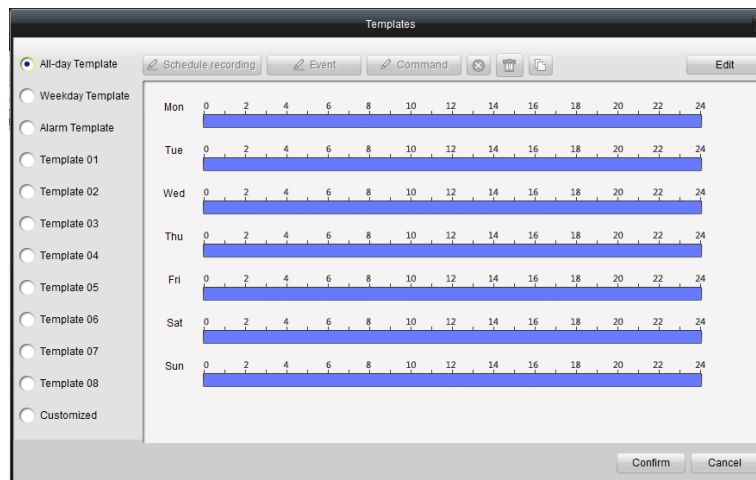 Templates
All-day Template
Schedule recording Event Command Edit
Weekday Template
Alarm Template
Template 01
Template 02
Template 03
Template 04
Template 05
Template 06
Template 07
Template 08
Customized
Mon 0 2 4 6 8 10 12 14 16 18 20 22 24
Tue 0 2 4 6 8 10 12 14 16 18 20 22 24
Wed 0 2 4 6 8 10 12 14 16 18 20 22 24
Thu 0 2 4 6 8 10 12 14 16 18 20 22 24
Fri 0 2 4 6 8 10 12 14 16 18 20 22 24
Sat 0 2 4 6 8 10 12 14 16 18 20 22 24
Sun 0 2 4 6 8 10 12 14 16 18 20 22 24
Confirm Cancel